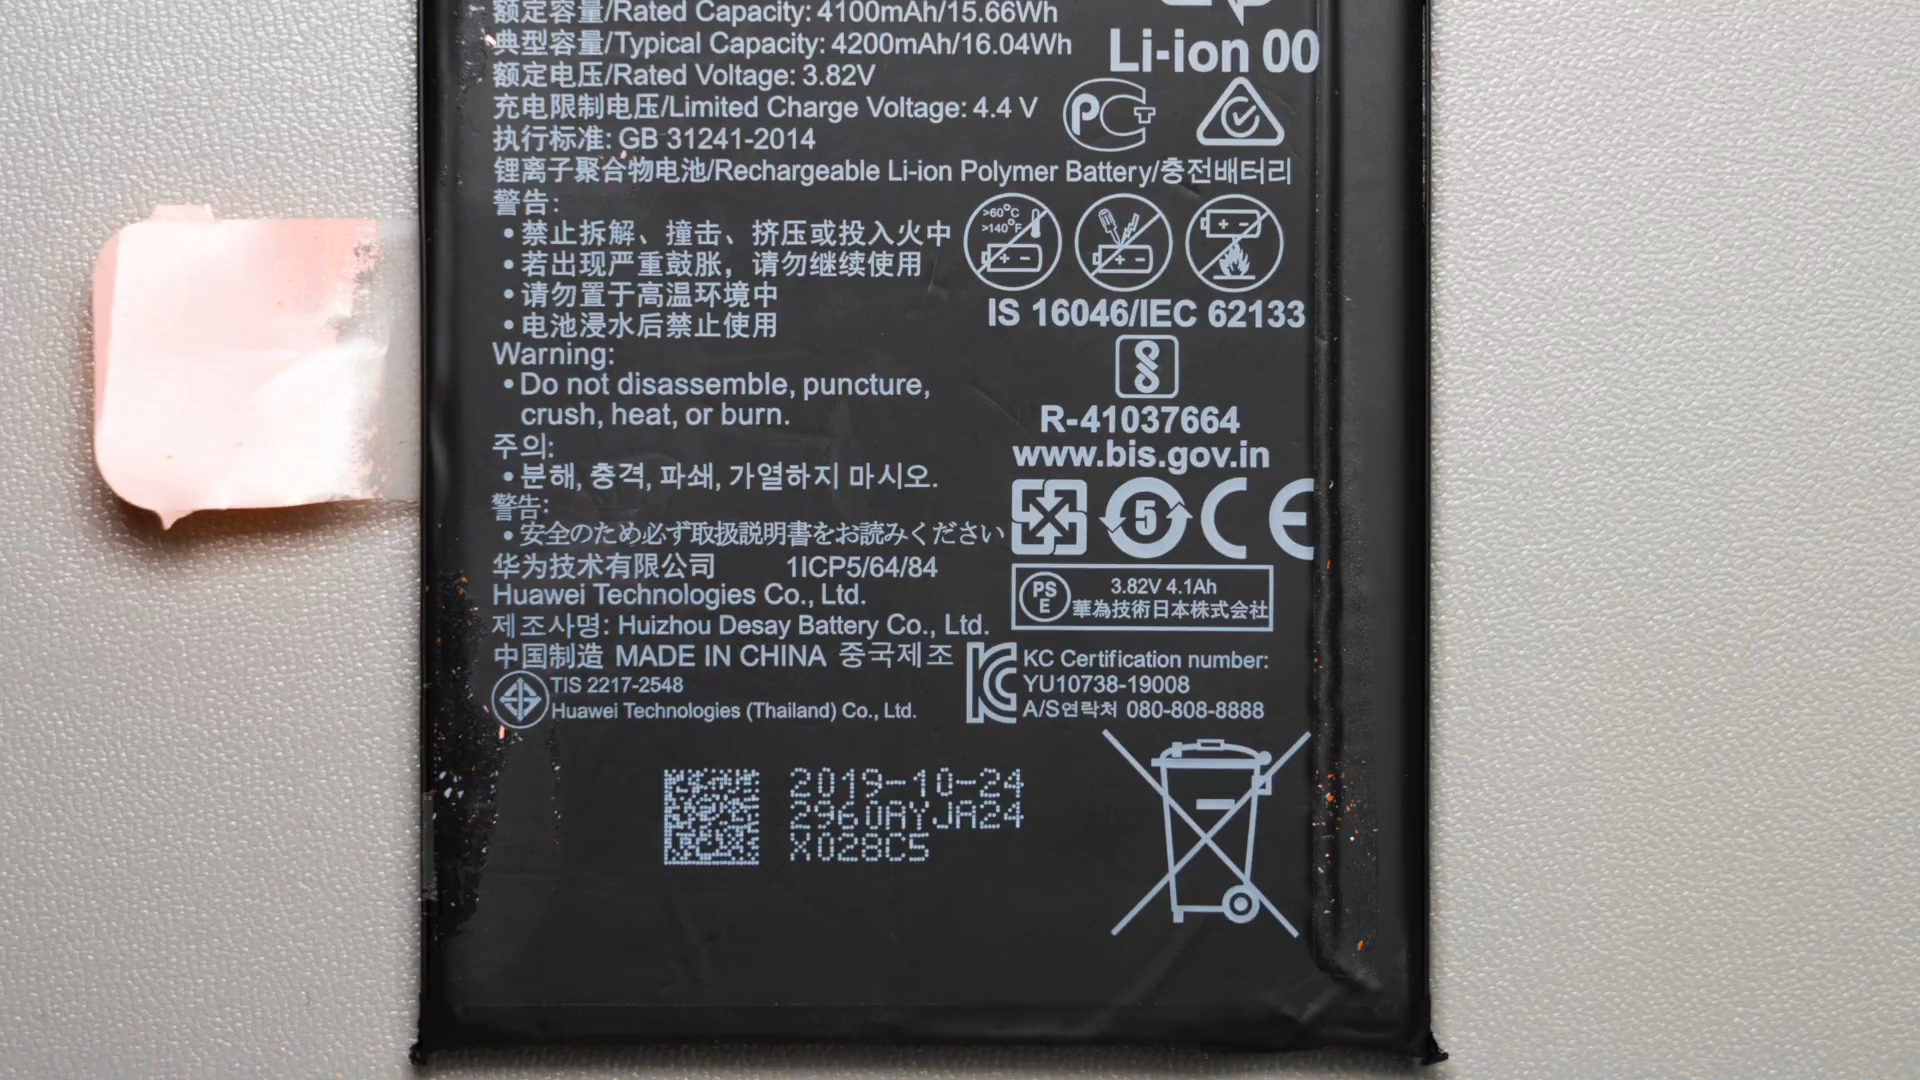 额定容量/Rated Capacity: 4100mAh/15.66Wh
典型容量/Typical Capacity: 4200mAh/16.04Wh
额定电压/Rated Voltage: 3.82V
充电限制电压/Limited Charge Voltage: 4.4 V
执行标准: GB 31241-2014
锂离子聚合物电池/Rechargeable Li-ion Polymer Battery/충전배터리
Li-ion 00
警告:
•禁止拆解、撞击、挤压或投入火中
•若出现严重鼓胀，请勿继续使用
•请勿置于高温环境中
•电池浸水后禁止使用
>60°C
>140°F
IS 16046/IEC 62133
Warning:
•Do not disassemble, puncture,
crush, heat, or burn.
R-41037664
www.bis.gov.in
주의:
•분해, 충격, 파쇄, 가열하지 마시오.
警告:
•安全のため必ず取扱説明書をお読みください
5
CE
华为技术有限公司 1ICP5/64/84
Huawei Technologies Co., Ltd.
PS
E
3.82V 4.1Ah
華為技術日本株式会社
제조사명: Huizhou Desay Battery Co., Ltd.
中国制造 MADE IN CHINA 중국제조
TIS 2217-2548
Huawei Technologies (Thailand) Co., Ltd.
KC Certification number:
YU10738-19008
A/S연락처 080-808-8888
2019-10-24
2960AYJA24
X028C5